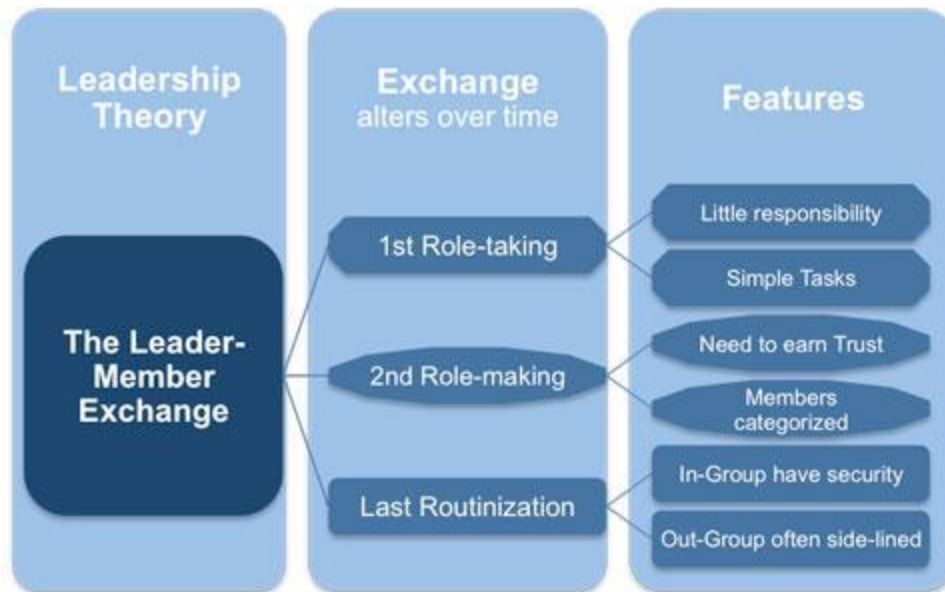 Leadership
Theory
Exchange
alters over time
Features
The Leader-
Member
Exchange
1st Role-taking
Little responsibility
Simple Tasks
2nd Role-making
Need to earn Trust
Members
categorized
Last Routinization
In-Group have security
Out-Group often side-lined